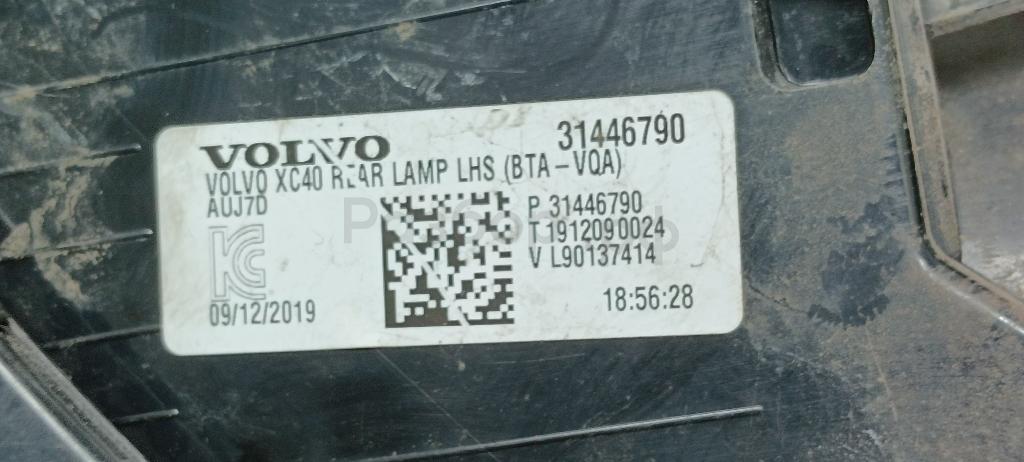 VOLVO 31446790
VOLVO XC40 REAR LAMP LHS (BTA-VQA)
AUJ7D
P 31446790
T 1912090024
V L90137414
KC
09/12/2019 18:56:28